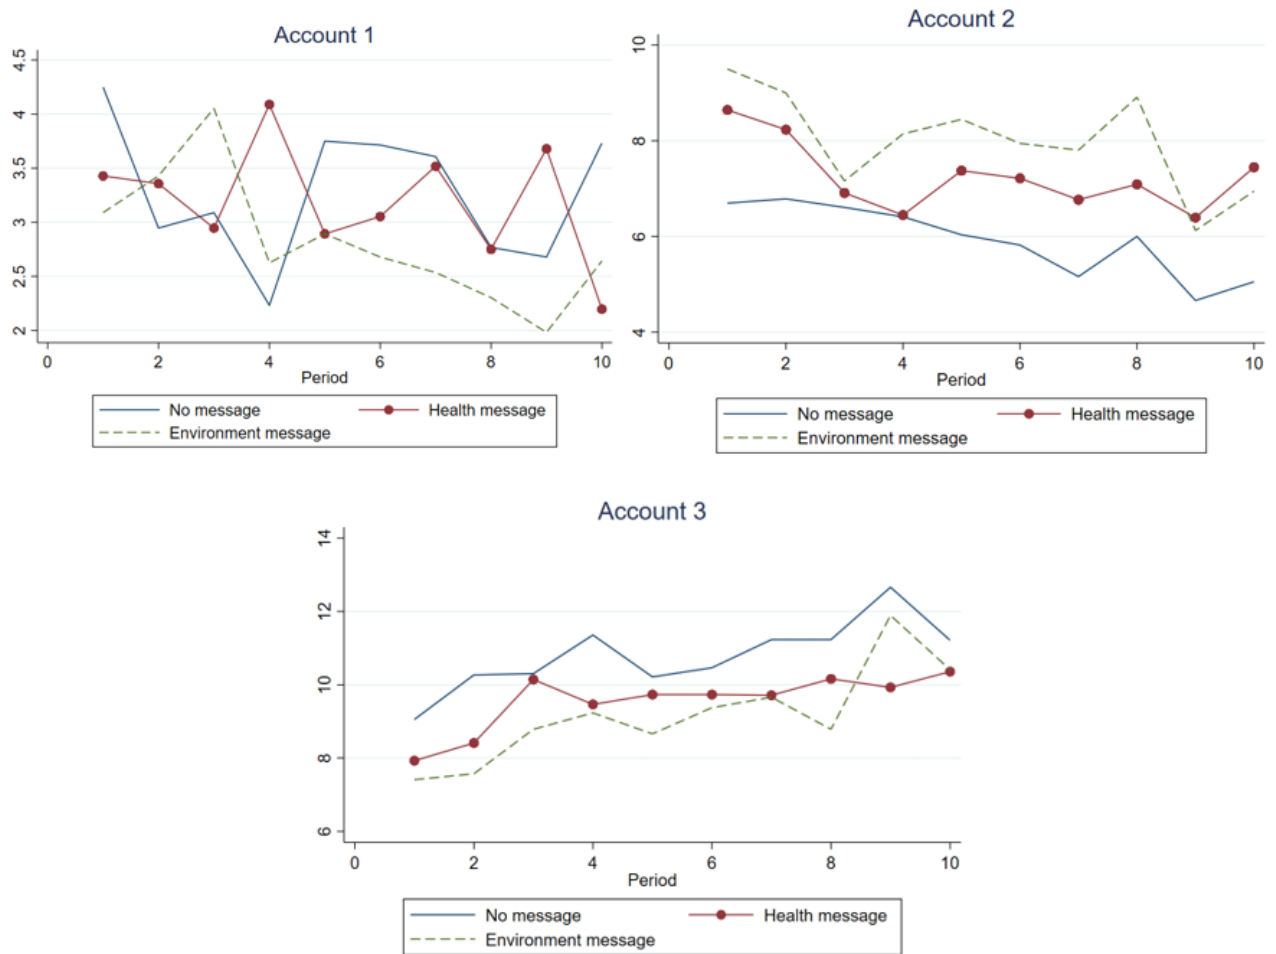 Account 1
4.5
4
3.5
3
2.5
2
0 2 4 6 8 10
Period
No message Health message
Environment message
Account 2
10
8
6
4
0 2 4 6 8 10
Period
No message Health message
Environment message
Account 3
14
12
10
8
6
0 2 4 6 8 10
Period
No message Health message
Environment message